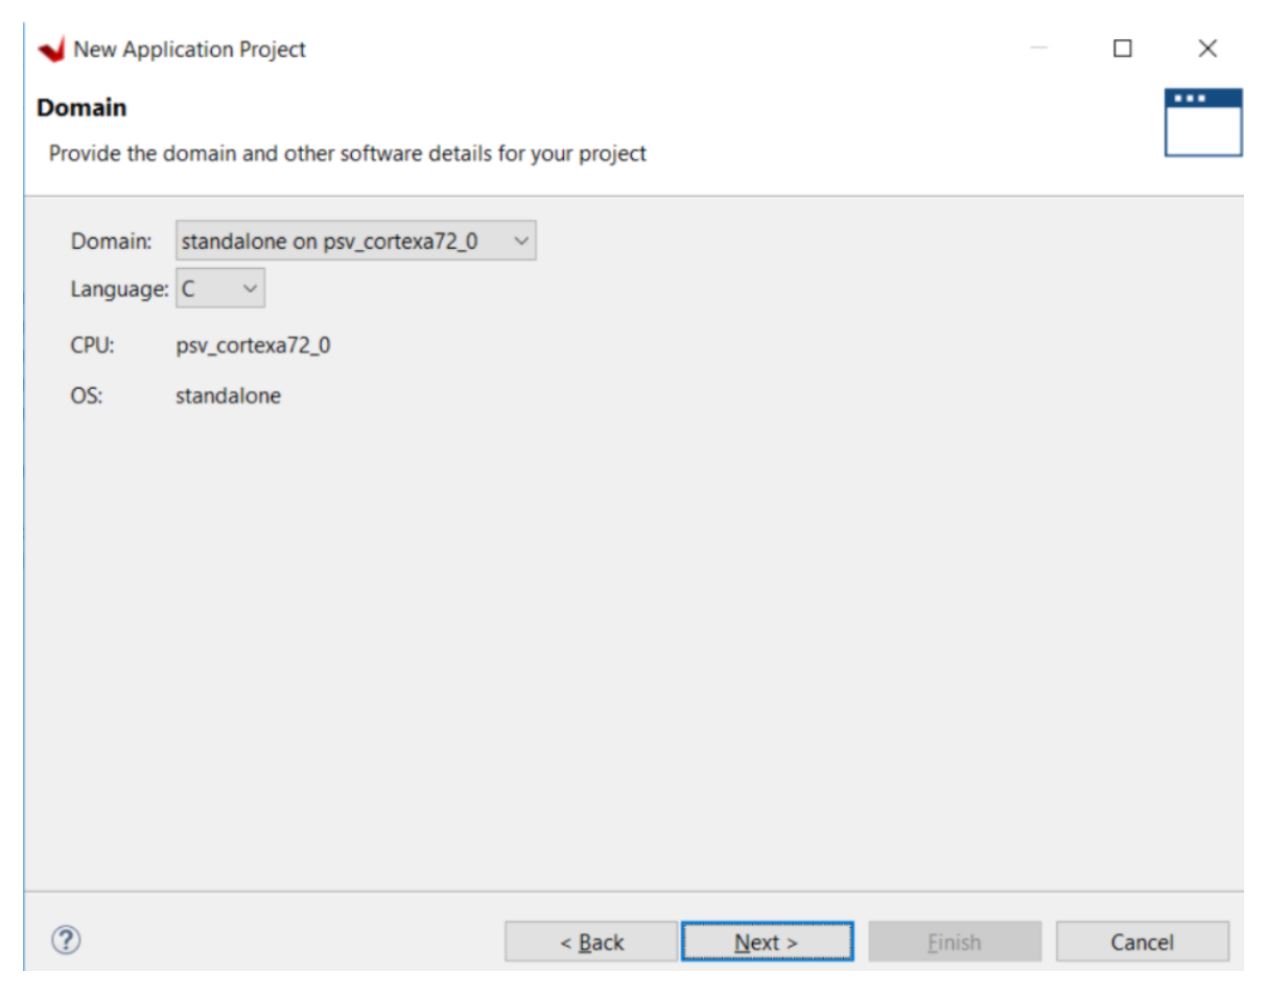 New Application Project
Domain
Provide the domain and other software details for your project
Domain: standalone on psv_cortexa72_0
Language: C
CPU: psv_cortexa72_0
OS: standalone
?
< Back Next > Finish Cancel